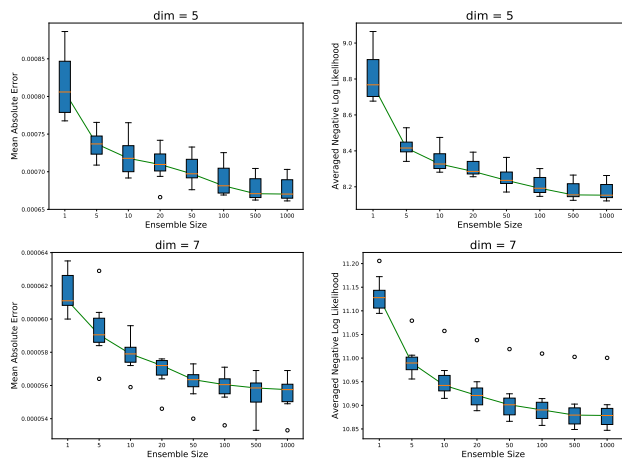 dim = 5
Mean Absolute Error
0.00085
0.00080
0.00075
0.00070
0.00065
1 5 10 20 50 100 500 1000
Ensemble Size
dim = 5
Averaged Negative Log Likelihood
9.0
8.8
8.6
8.4
8.2
1 5 10 20 50 100 500 1000
Ensemble Size
dim = 7
Mean Absolute Error
0.000064
0.000062
0.000060
0.000058
0.000056
0.000054
1 5 10 20 50 100 500 1000
Ensemble Size
dim = 7
Averaged Negative Log Likelihood
11.20
11.15
11.10
11.05
11.00
10.95
10.90
10.85
1 5 10 20 50 100 500 1000
Ensemble Size